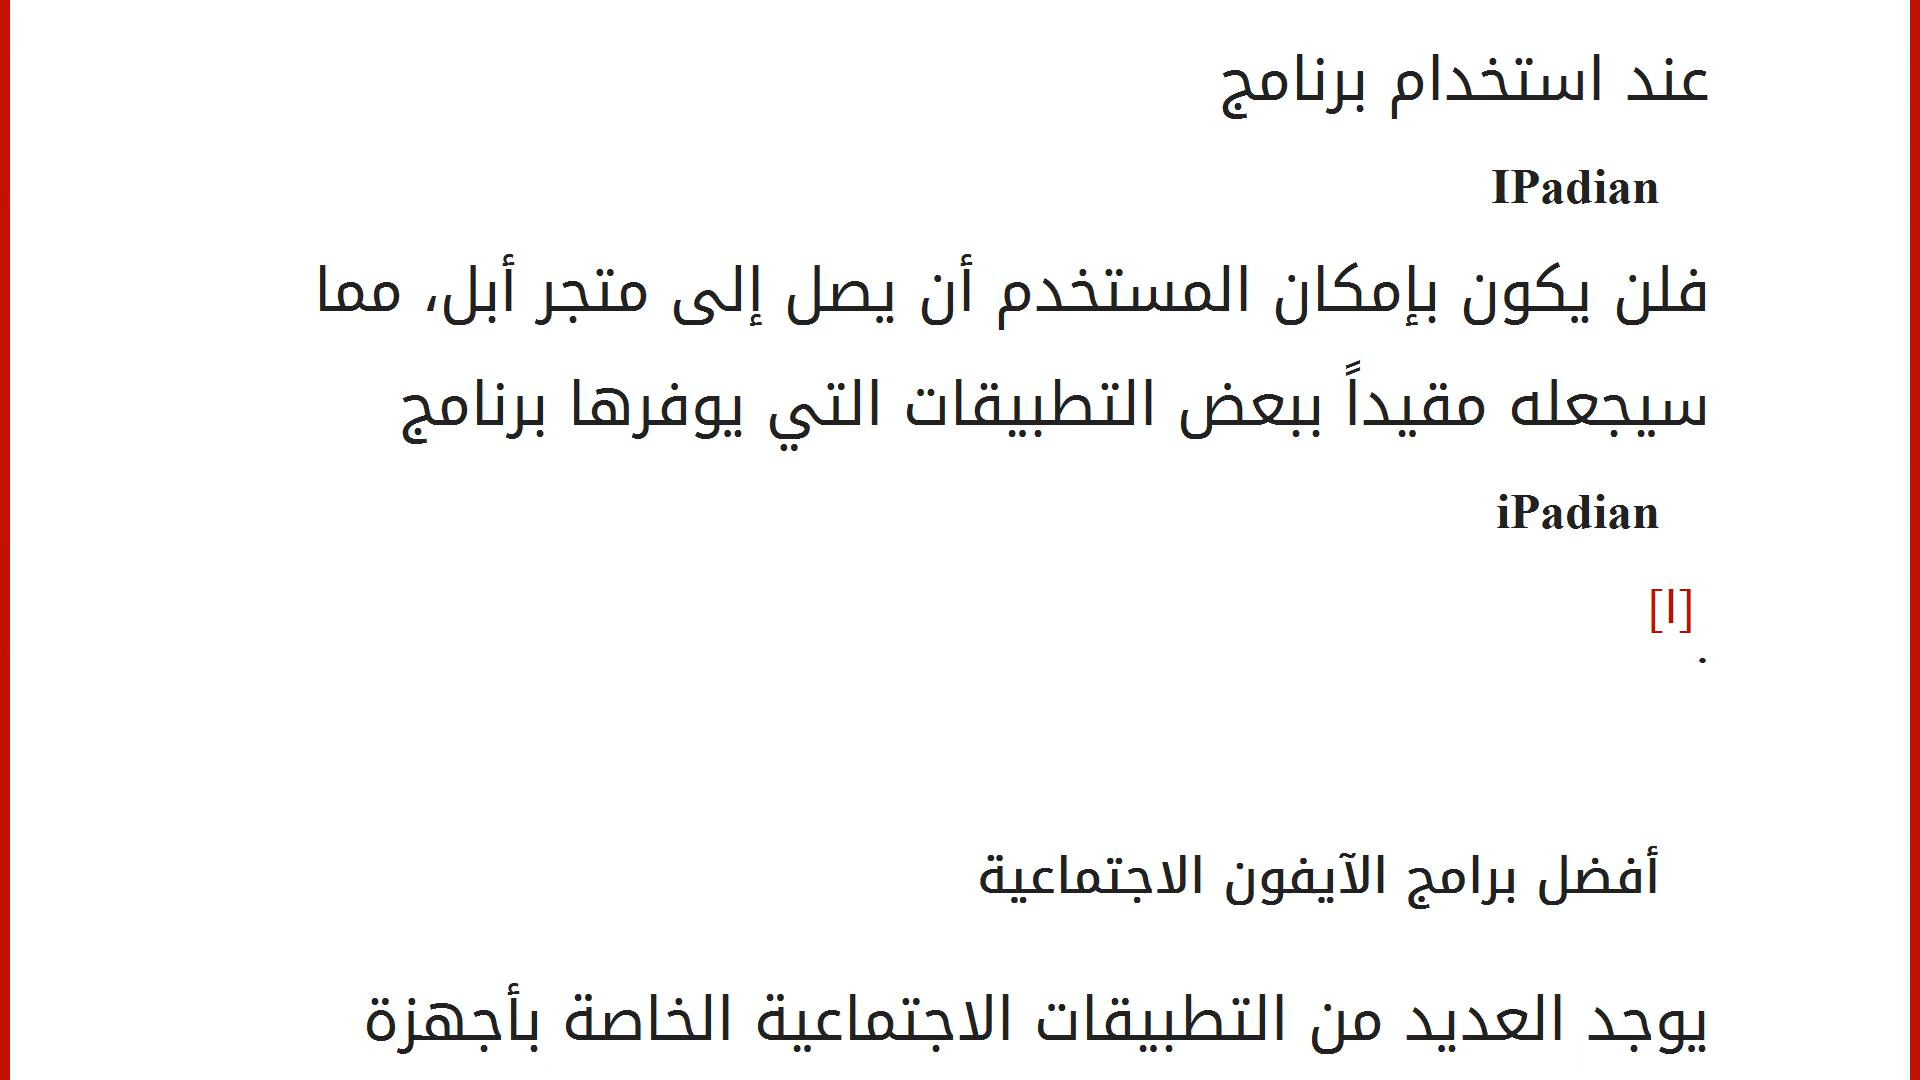 عند استخدام برنامج
IPadian
فلن يكون بإمكان المستخدم أن يصل إلى متجر أبل، مما
سيجعله مقيداً ببعض التطبيقات التي يوفرها برنامج
iPadian
[ا]
.
أفضل برامج الآيفون الاجتماعية
يوجد العديد من التطبيقات الاجتماعية الخاصة بأجهزة